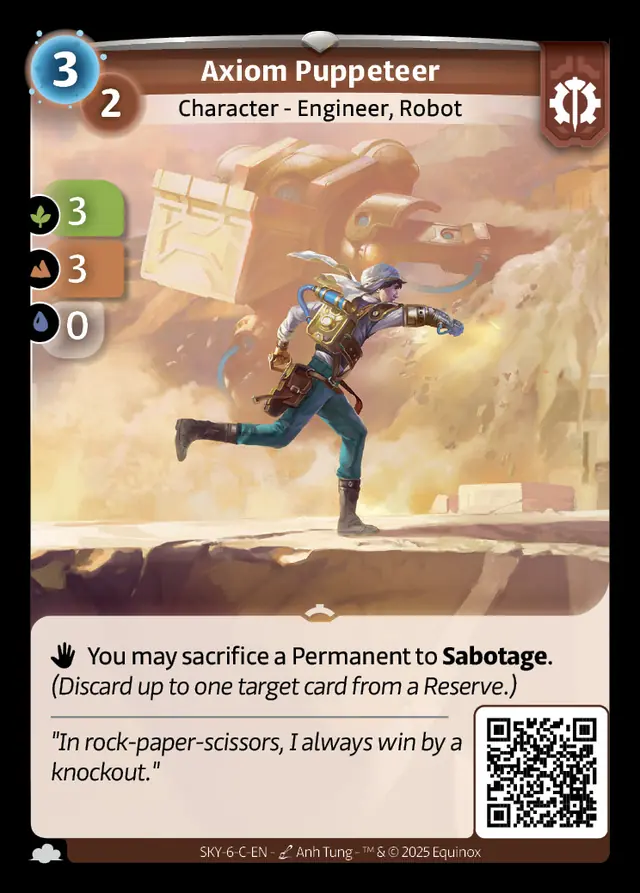 3
2
Axiom Puppeteer
Character - Engineer, Robot
3
3
0
You may sacrifice a Permanent to Sabotage.
(Discard up to one target card from a Reserve.)
"In rock-paper-scissors, I always win by a
knockout."
SKY-6-C-EN - Anh Tung - ™ & © 2025 Equinox